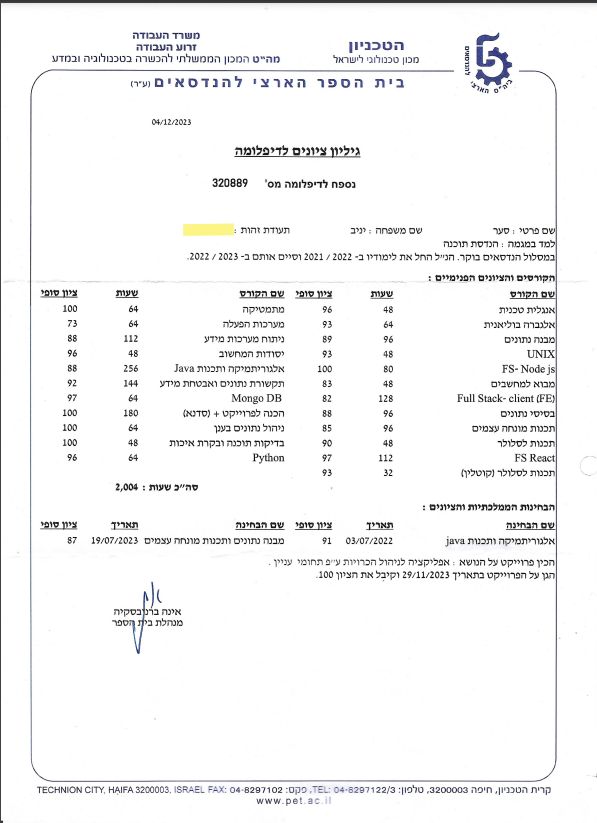 משרד העבודה
זרוע העבודה
מה״ט המכון הממשלתי להכשרה בטכנולוגיה ובמדע
הטכניון
מכון טכנולוגי לישראל
בי״ס הארצי
להנדסאים
בית הספר הארצי להנדסאים (ע״ר)
04/12/2023
גיליון ציונים לדיפלומה
נספח לדיפלומה מס' 320889
שם פרטי : סער שם משפחה : יניב תעודת זהות :
למד במגמה : הנדסת תוכנה
במסלול הנדסאים בוקר. הנ״ל החל את לימודיו ב- 2022 / 2021 וסיים אותם ב- 2023 / 2022.
הקורסים והציונים הפנימיים :
שם הקורס שעות ציון סופי שם הקורס שעות ציון סופי
אנגלית טכנית 48 96 מתמטיקה 64 100
אלגברה בוליאנית 64 93 מערכות הפעלה 64 73
מבנה נתונים 96 89 ניתוח מערכות מידע 112 88
UNIX 48 93 יסודות המחשוב 48 96
FS- Node js 80 100 אלגוריתמיקה ותכנות Java 256 88
מבוא למחשבים 48 83 תקשורת נתונים ואבטחת מידע 144 92
Full Stack- client (FE) 128 82 Mongo DB 64 97
בסיסי נתונים 96 88 הכנה לפרוייקט + (סדנא) 180 100
תכנות מונחה עצמים 96 85 ניהול נתונים בענן 64 100
תכנות לסלולר 48 90 בדיקות תוכנה ובקרת איכות 48 100
FS React 112 97 Python 64 96
תכנות לסלולר (קוטלין) 32 93
סה״כ שעות : 2,004
הבחינות הממלכתיות והציונים :
שם הבחינה תאריך ציון סופי שם הבחינה תאריך ציון סופי
אלגוריתמיקה ותכנות java 03/07/2022 91 מבנה נתונים ותכנות מונחה עצמים 19/07/2023 87
הכין פרוייקט על הנושא : אפליקציה לניהול הכרויות ע״פ תחומי עניין .
הגן על הפרוייקט בתאריך 29/11/2023 וקיבל את הציון 100.
אינה ברנובסקיה
מנהלת בית הספר
קרית הטכניון, חיפה 3200003, טלפון: TEL: 04-8297122/3, פקס: TECHNION CITY, HAIFA 3200003, ISRAEL FAX: 04-8297102
www.pet.ac.il